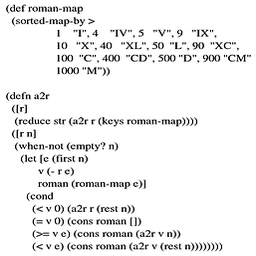 (def roman-map
(sorted-map-by >
1 "I", 4 "IV", 5 "V", 9 "IX",
10 "X", 40 "XL", 50 "L", 90 "XC",
100 "C", 400 "CD", 500 "D", 900 "CM"
1000 "M"))
(defn a2r
([r]
(reduce str (a2r r (keys roman-map))))
([r n]
(when-not (empty? n)
(let [e (first n)
v (- r e)
roman (roman-map e)]
(cond
(< v 0) (a2r r (rest n))
(= v 0) (cons roman [])
(>= v e) (cons roman (a2r v n))
(< v e) (cons roman (a2r v (rest n))))))))